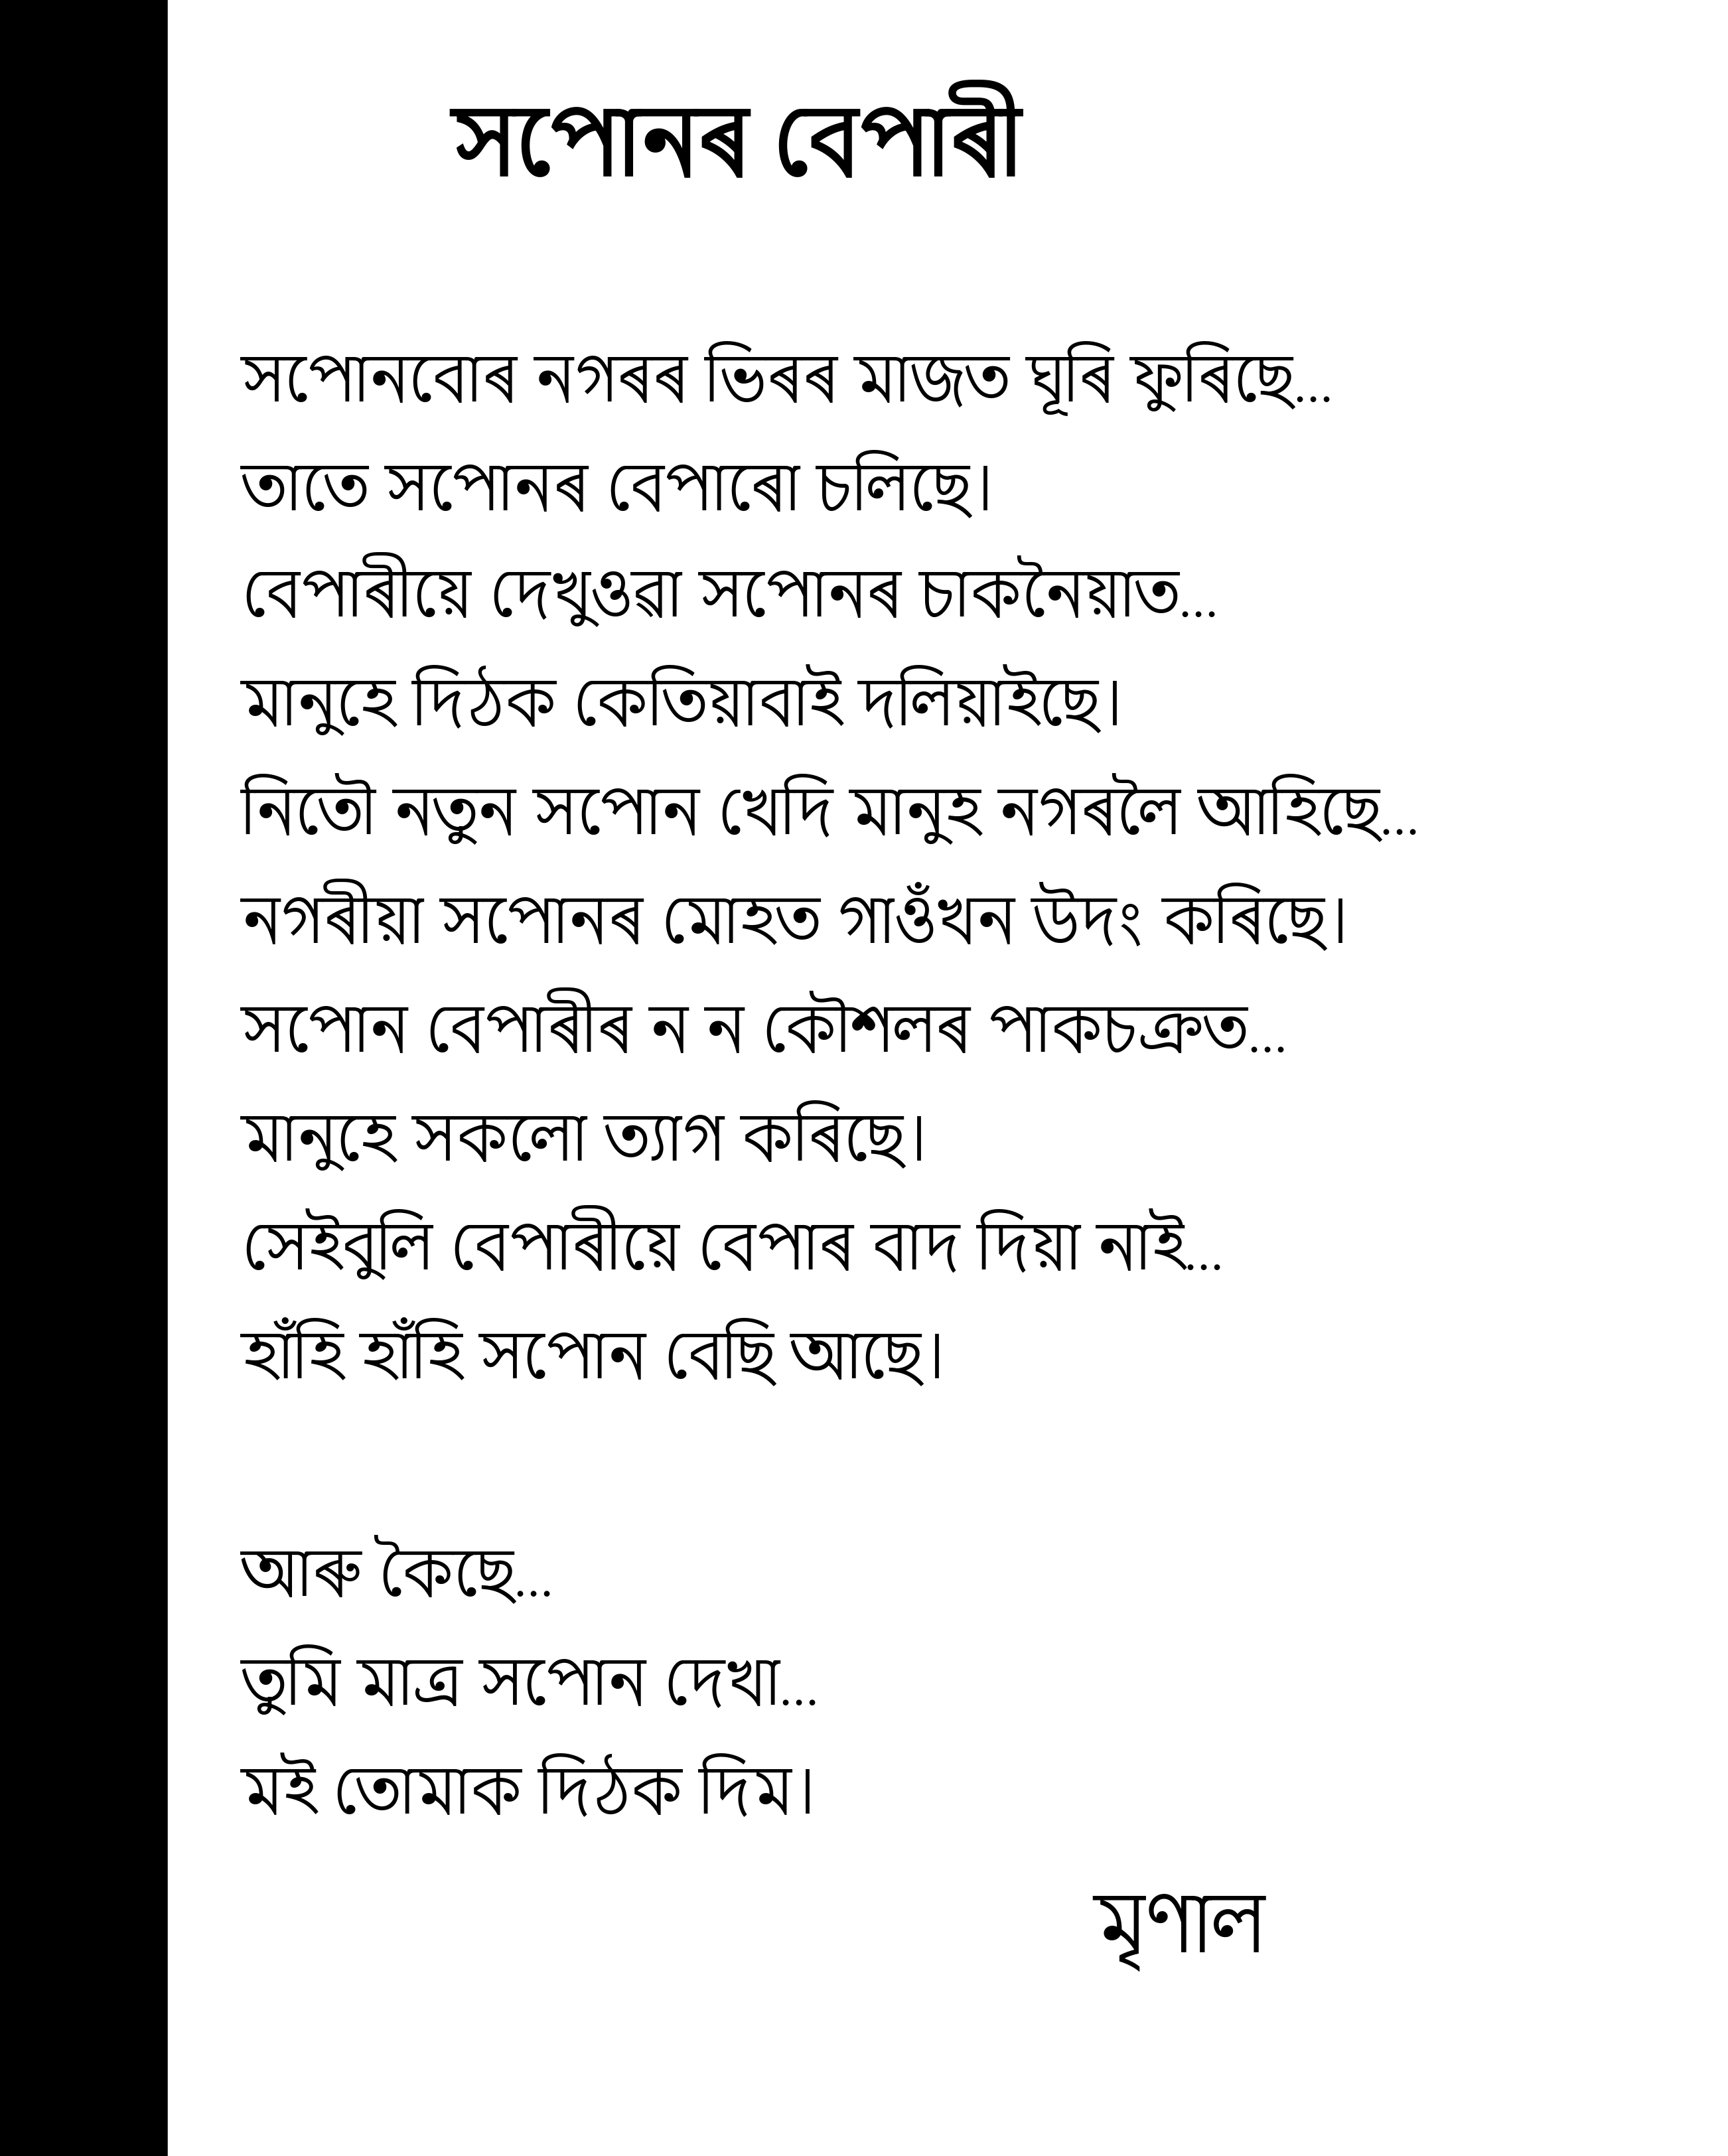 সপোনৰ বেপাৰী
সপোনবোৰ নগৰৰ ভিৰৰ মাজত ঘূৰি ফুৰিছে...
তাতে সপোনৰ বেপাৰো চলিছে।
বেপাৰীয়ে দেখুওৱা সপোনৰ চাকনৈয়াত...
মানুহে দিঠক কেতিয়াবাই দলিয়াইছে।
নিতৌ নতুন সপোন খেদি মানুহ নগৰলৈ আহিছে...
নগৰীয়া সপোনৰ মোহত গাওঁখন উদং কৰিছে।
সপোন বেপাৰীৰ ন ন কৌশলৰ পাকচক্ৰত...
মানুহে সকলো ত্যাগ কৰিছে।
সেইবুলি বেপাৰীয়ে বেপাৰ বাদ দিয়া নাই...
হাঁহি হাঁহি সপোন বেছি আছে।
আৰু কৈছে...
তুমি মাত্ৰ সপোন দেখা...
মই তোমাক দিঠক দিম।
মৃণাল